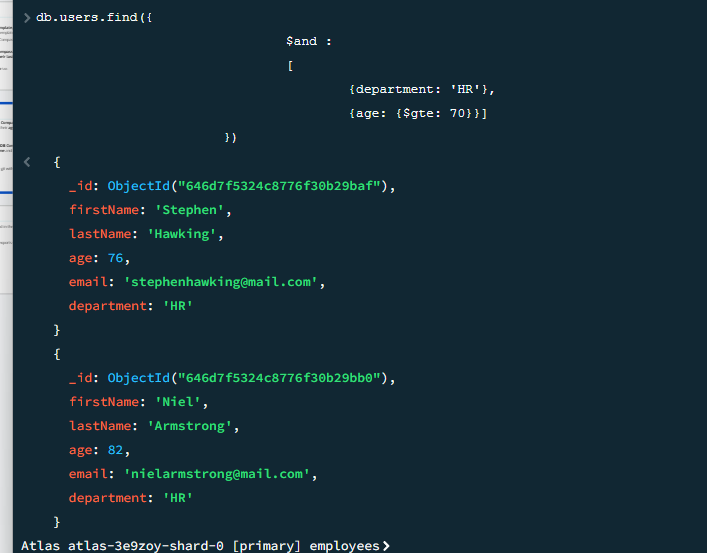 db.users.find({
$and :
[
{department: 'HR'},
{age: {$gte: 70}}]
})
{
_id: ObjectId("646d7f5324c8776f30b29baf"),
firstName: 'Stephen',
lastName: 'Hawking',
age: 76,
email: 'stephenhawking@mail.com',
department: 'HR'
}
{
_id: ObjectId("646d7f5324c8776f30b29bb0"),
firstName: 'Niel',
lastName: 'Armstrong',
age: 82,
email: 'nielarmstrong@mail.com',
department: 'HR'
}
Atlas atlas-3e9zoy-shard-0 [primary] employees>